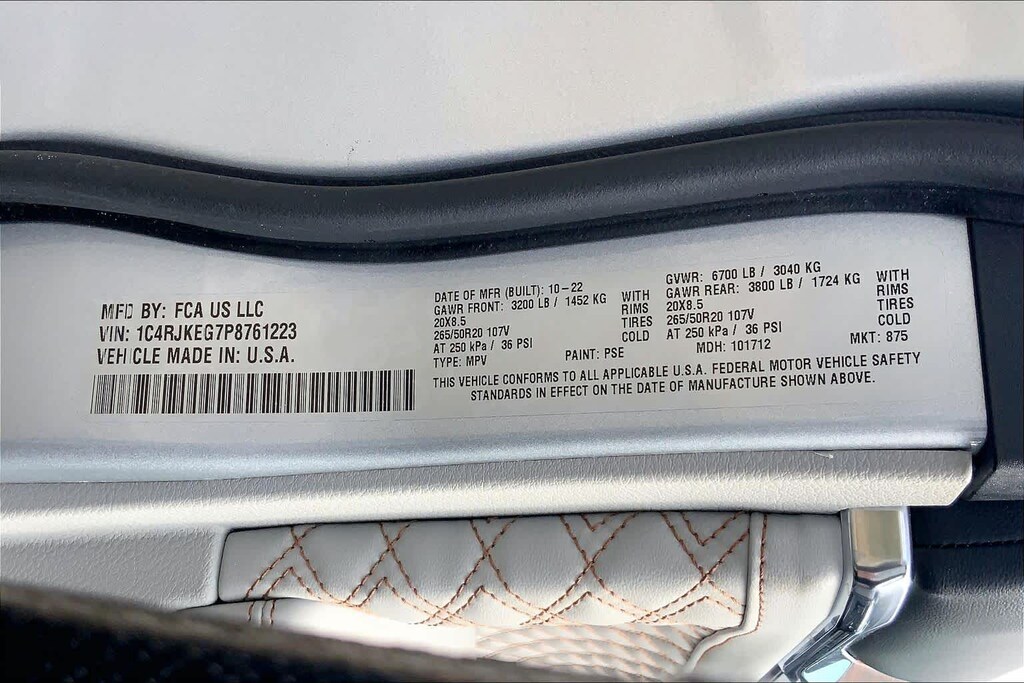 MFD BY: FCA US LLC
VIN: 1C4RJKEG7P8761223
VEHICLE MADE IN: U.S.A.
DATE OF MFR (BUILT): 10-22
GAWR FRONT: 3200 LB / 1452 KG WITH
20X8.5 RIMS
265/50R20 107V TIRES
AT 250 kPa / 36 PSI COLD
TYPE: MPV PAINT: PSE
GVWR: 6700 LB / 3040 KG
GAWR REAR: 3800 LB / 1724 KG WITH
20X8.5 RIMS
265/50R20 107V TIRES
AT 250 kPa / 36 PSI COLD
MDH: 101712 MKT: 875
THIS VEHICLE CONFORMS TO ALL APPLICABLE U.S.A. FEDERAL MOTOR VEHICLE SAFETY
STANDARDS IN EFFECT ON THE DATE OF MANUFACTURE SHOWN ABOVE.